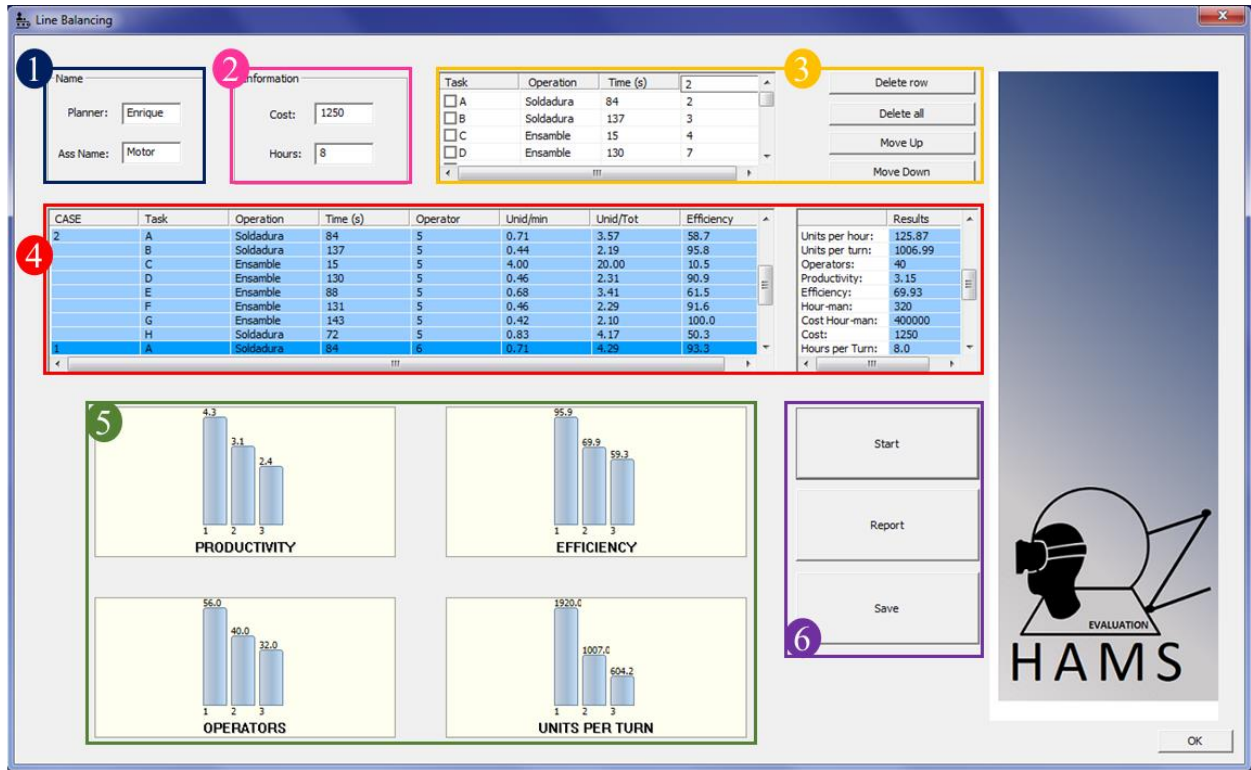 Line Balancing
1
Name
Planner: Enrique
Ass Name: Motor
2
Information
Cost: 1250
Hours: 8
3
Task Operation Time (s) 2
A Soldadura 84 2
B Soldadura 137 3
C Ensamble 15 4
D Ensamble 130 7
Delete row
Delete all
Move Up
Move Down
4
CASE Task Operation Time (s) Operator Unid/min Unid/Tot Efficiency
2 A Soldadura 84 5 0.71 3.57 58.7
B Soldadura 137 5 0.44 2.19 95.8
C Ensamble 15 5 4.00 20.00 10.5
D Ensamble 130 5 0.46 2.31 90.9
E Ensamble 88 5 0.68 3.41 61.5
F Ensamble 131 5 0.46 2.29 91.6
G Ensamble 143 5 0.42 2.10 100.0
H Soldadura 72 5 0.83 4.17 50.3
1 A Soldadura 84 6 0.71 4.29 93.3
Results
Units per hour: 125.87
Units per turn: 1006.99
Operators: 40
Productivity: 3.15
Efficiency: 69.93
Hour-man: 320
Cost Hour-man: 400000
Cost: 1250
Hours per Turn: 8.0
5
4.3
3.1
2.4
1 2 3
PRODUCTIVITY
95.9
69.9
59.3
1 2 3
EFFICIENCY
56.0
40.0
32.0
1 2 3
OPERATORS
1920.0
1007.0
604.2
1 2 3
UNITS PER TURN
Start
Report
Save
6
EVALUATION
HAMS
OK